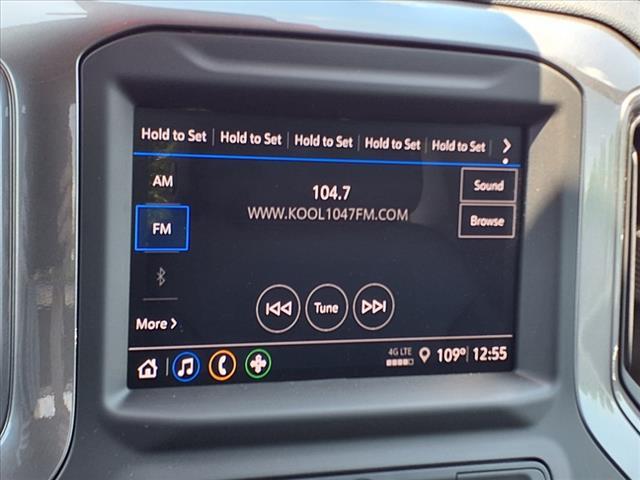 Hold to Set Hold to Set Hold to Set Hold to Set Hold to Set >
AM
104.7
Sound
WWW.KOOL1047FM.COM
FM
Browse
Tune
More >
4G LTE 109° 12:55